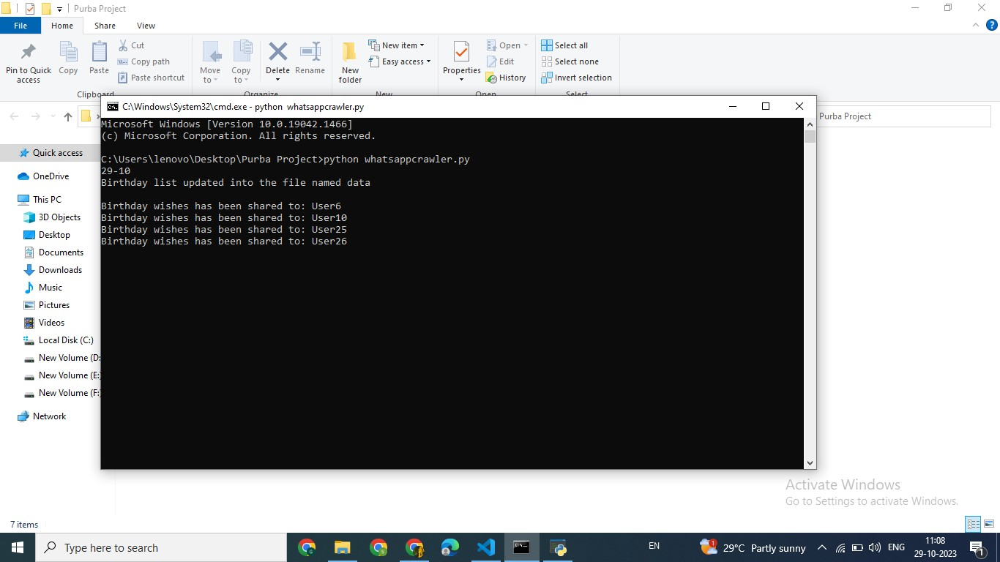 Purba Project
File Home Share View
Pin to Quick access
Copy
Paste
Cut
Copy path
Paste shortcut
Clipboard
Move to
Copy to
Delete
Rename
Organize
New folder
New item
Easy access
New
Properties
Open
Edit
History
Open
Select all
Select none
Invert selection
Select
Purba Project
C:\Windows\System32\cmd.exe - python  whatsappcrawler.py
Microsoft Windows [Version 10.0.19042.1466]
(c) Microsoft Corporation. All rights reserved.
C:\Users\lenovo\Desktop\Purba Project>python whatsappcrawler.py
29-10
Birthday list updated into the file named data
Birthday wishes has been shared to: User6
Birthday wishes has been shared to: User10
Birthday wishes has been shared to: User25
Birthday wishes has been shared to: User26
Quick access
OneDrive
This PC
3D Objects
Desktop
Documents
Downloads
Music
Pictures
Videos
Local Disk (C:)
New Volume (D:
New Volume (E:
New Volume (F:
Network
Activate Windows
Go to Settings to activate Windows.
7 items
Type here to search
EN
29°C Partly sunny
ENG
11:08
29-10-2023